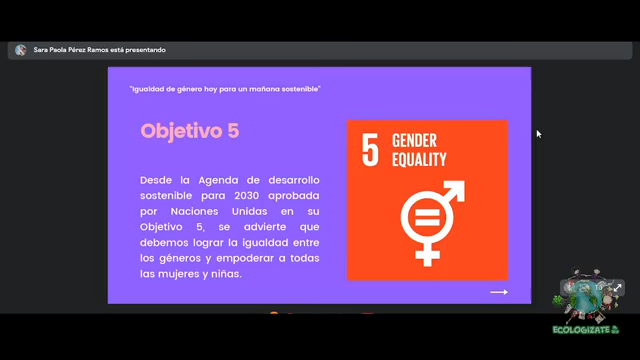 Sara Paola Pérez Ramos está presentando
"Igualdad de género hoy para un mañana sostenible"
Objetivo 5
Desde la Agenda de desarrollo
sostenible para 2030 aprobada
por Naciones Unidas en su
Objetivo 5, se advierte que
debemos lograr la igualdad entre
los géneros y empoderar a todas
las mujeres y niñas.
5 GENDER
EQUALITY
ECOLOGIZATE